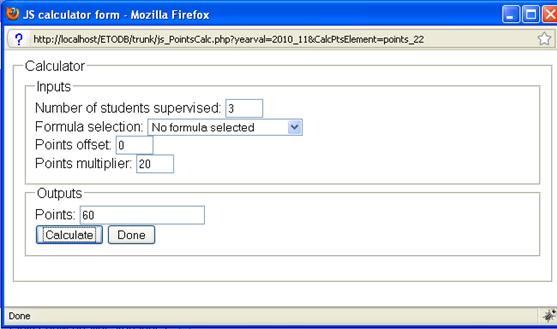 JS calculator form - Mozilla Firefox
http://localhost/ETODB/trunk/js_PointsCalc.php?yearval=2010_11&CalcPtsElement=points_22
Calculator
Inputs
Number of students supervised: 3
Formula selection: No formula selected
Points offset: 0
Points multiplier: 20
Outputs
Points: 60
Calculate Done
Done